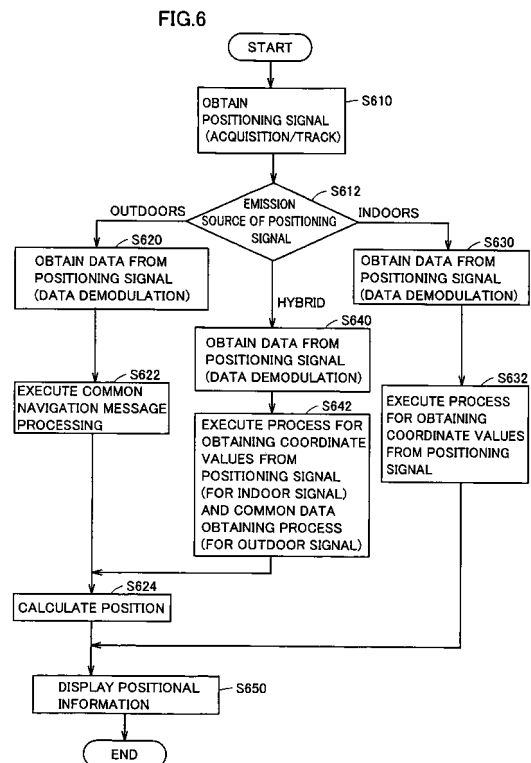 FIG.6
START
S610
OBTAIN
POSITIONING SIGNAL
(ACQUISITION/TRACK)
S612
EMISSION
SOURCE OF POSITIONING
SIGNAL
OUTDOORS
INDOORS
HYBRID
S620
OBTAIN DATA FROM
POSITIONING SIGNAL
(DATA DEMODULATION)
S630
OBTAIN DATA FROM
POSITIONING SIGNAL
(DATA DEMODULATION)
S640
OBTAIN DATA FROM
POSITIONING SIGNAL
(DATA DEMODULATION)
S622
EXECUTE COMMON
NAVIGATION MESSAGE
PROCESSING
S642
EXECUTE PROCESS FOR
OBTAINING COORDINATE
VALUES FROM
POSITIONING SIGNAL
(FOR INDOOR SIGNAL)
AND COMMON DATA
OBTAINING PROCESS
(FOR OUTDOOR SIGNAL)
S632
EXECUTE PROCESS
FOR OBTAINING
COORDINATE VALUES
FROM POSITIONING
SIGNAL
S624
CALCULATE POSITION
DISPLAY POSITIONAL
INFORMATION
S650
END